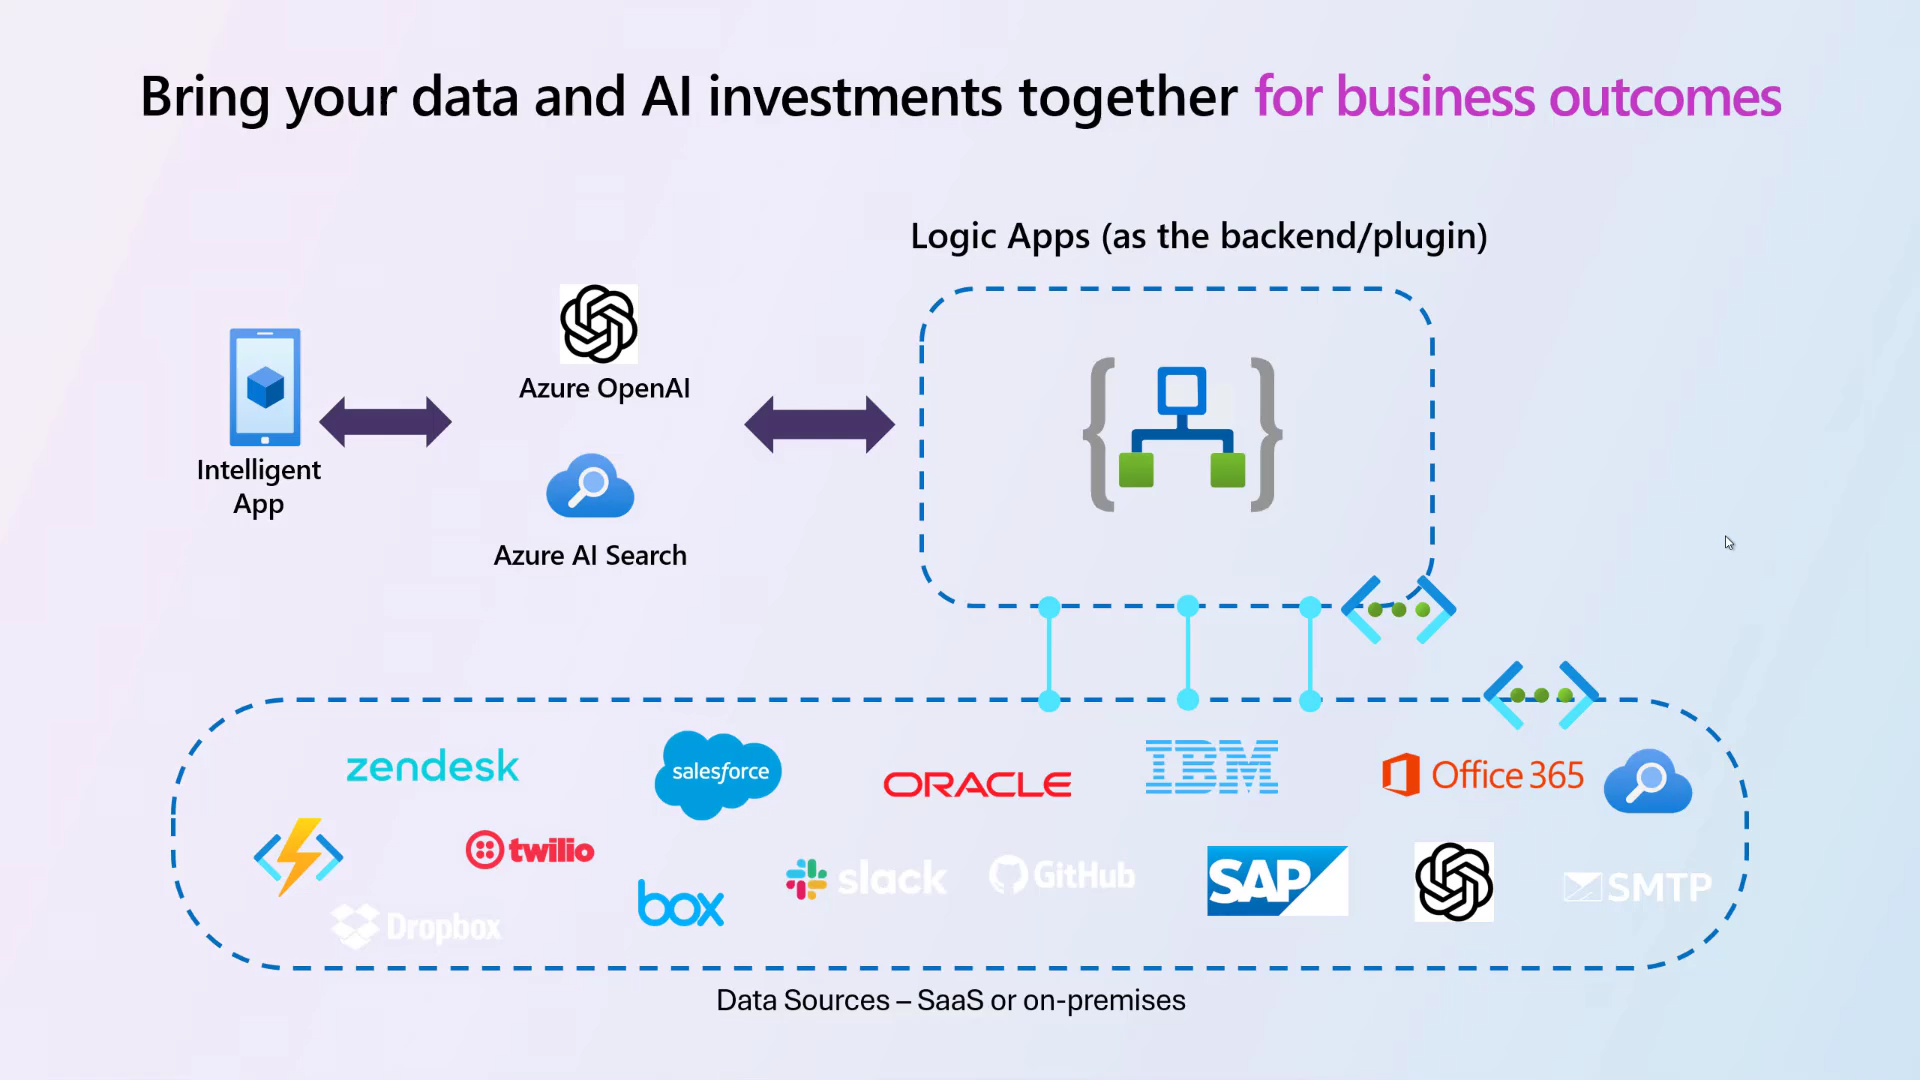 Bring your data and AI investments together for business outcomes
Logic Apps (as the backend/plugin)
Azure OpenAI
Intelligent
App
Azure AI Search
zendesk
salesforce
ORACLE
IBM
Office 365
twilio
slack
GitHub
SAP
SMTP
Dropbox
box
Data Sources – SaaS or on-premises